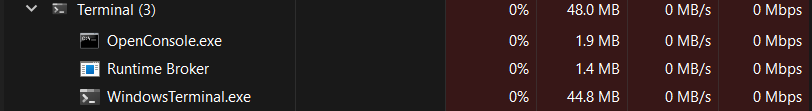 Terminal (3) 0% 48.0 MB 0 MB/s 0 Mbps
OpenConsole.exe 0% 1.9 MB 0 MB/s 0 Mbps
Runtime Broker 0% 1.4 MB 0 MB/s 0 Mbps
WindowsTerminal.exe 0% 44.8 MB 0 MB/s 0 Mbps